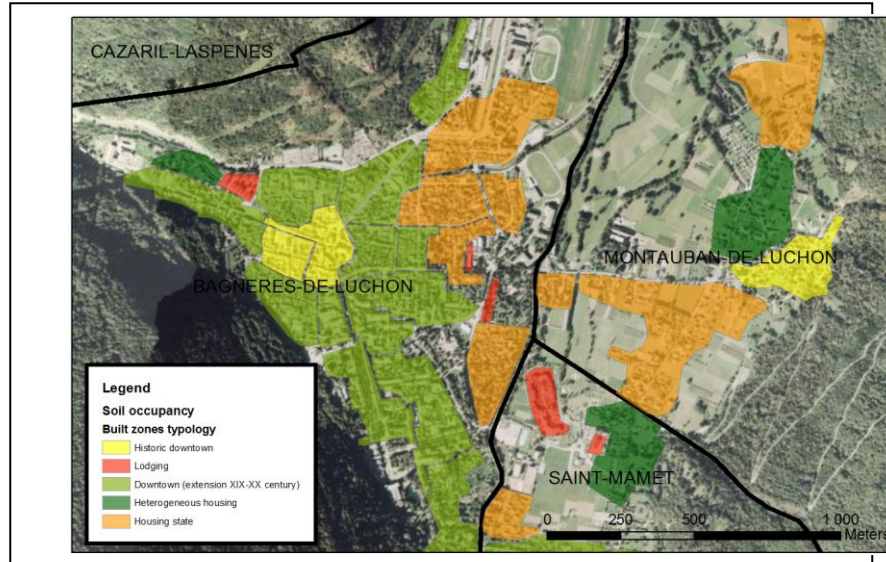 CAZARIL-LASPENES
MONTAUBAN-DE-LUCHON
BAGNERES-DE-LUCHON
Legend
Soil occupancy
Built zones typology
Historic downtown
Lodging
Downtown (extension XIX-XX century)
Heterogeneous housing
Housing state
SAINT-MAMET
0 250 500 1 000
Meters